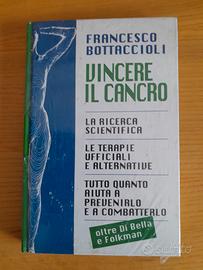 FRANCESCO
BOTTACCIOLI
VINCERE
IL CANCRO
LA RICERCA
SCIENTIFICA
LE TERAPIE
UFFICIALI
E ALTERNATIVE
TUTTO QUANTO
AIUTA A
PREVENIRLO
E A COMBATTERLO
oltre Di Bella
e Folkman
subito